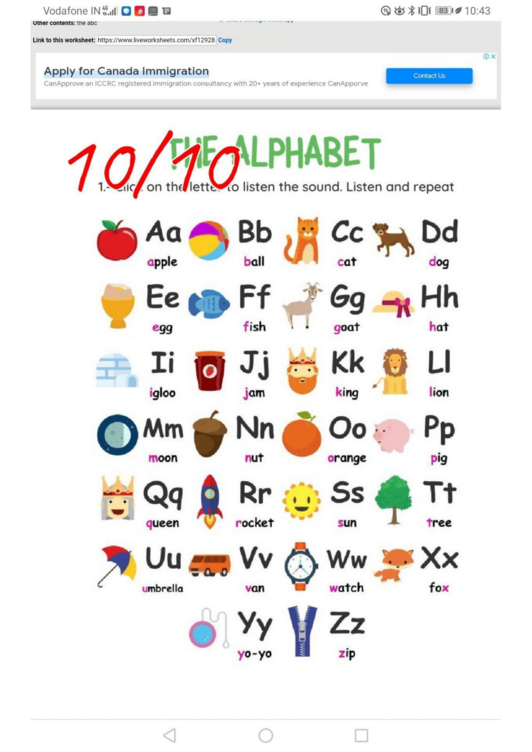 Vodafone IN 4G 83 10:43
Other contents: the abc
Link to this worksheet: https://www.liveworksheets.com/xf12928 Copy
Apply for Canada Immigration
CanApprove an ICCRC registered immigration consultancy with 20+ years of experience CanApporve
Contact Us
10/10
THE ALPHABET
1.- Click on the letter to listen the sound. Listen and repeat
Aa Bb Cc Dd
apple ball cat dog
Ee Ff Gg Hh
egg fish goat hat
Ii Jj Kk Ll
igloo jam king lion
Mm Nn Oo Pp
moon nut orange pig
Qq Rr Ss Tt
queen rocket sun tree
Uu Vv Ww Xx
umbrella van watch fox
Yy Zz
yo-yo zip